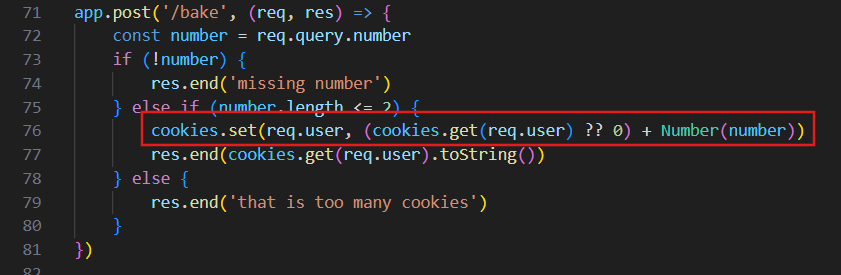 71 app.post('/bake', (req, res) => {
72 const number = req.query.number
73 if (!number) {
74 res.end('missing number')
75 } else if (number.length <= 2) {
76 cookies.set(req.user, (cookies.get(req.user) ?? 0) + Number(number))
77 res.end(cookies.get(req.user).toString())
78 } else {
79 res.end('that is too many cookies')
80 }
81 })
82